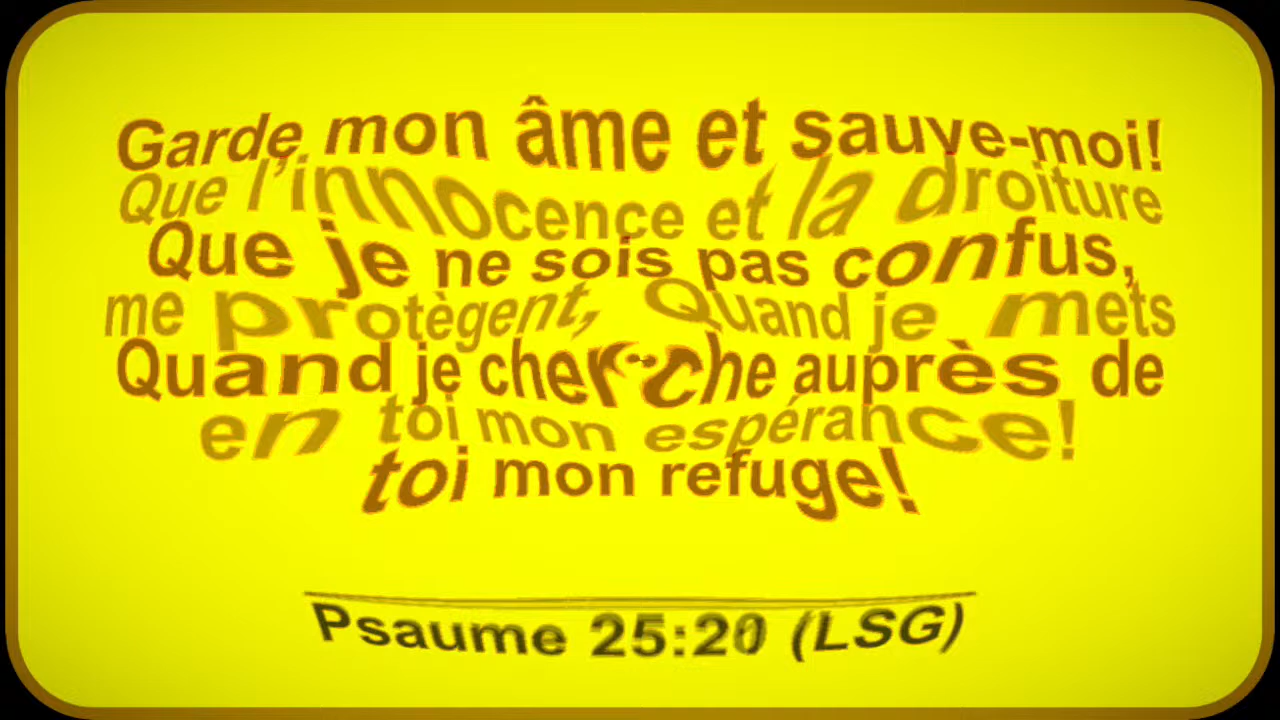 Garde mon âme et sauve-moi!
Que l'innocence et la droiture
Que je ne sois pas confus,
me protègent, Quand je mets
Quand je cherche auprès de
en toi mon espérance!
toi mon refuge!
Psaume 25:20 (LSG)